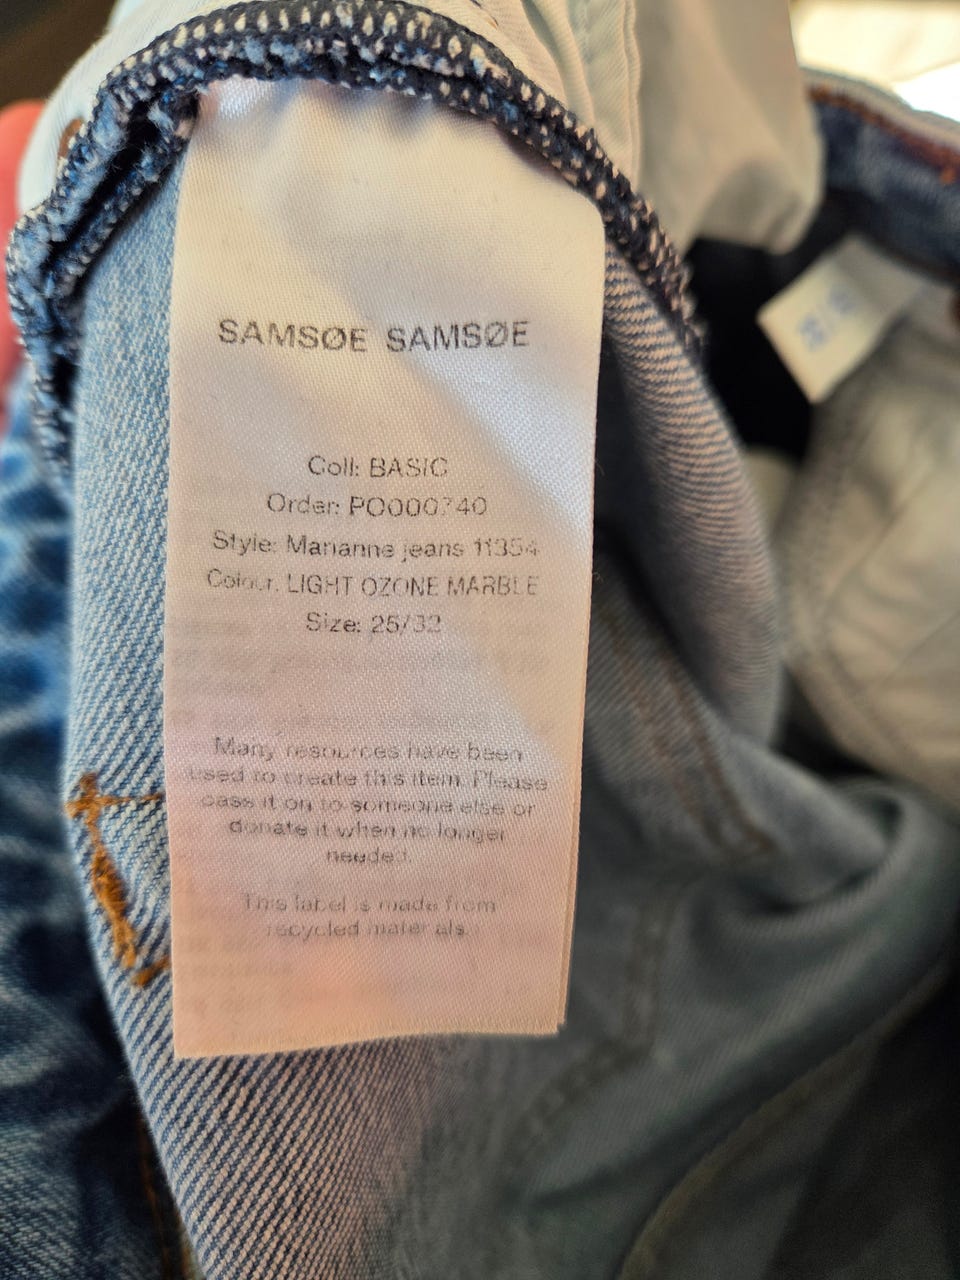 SAMSØE SAMSØE
Coll: BASIC
Order: PO000740
Style: Marianne jeans 11354
Colour: LIGHT OZONE MARBLE
Size: 25/32
Many resources have been
used to create this item. Please
pass it on to someone else or
donate it when no longer
needed.
This label is made from
recycled materials.